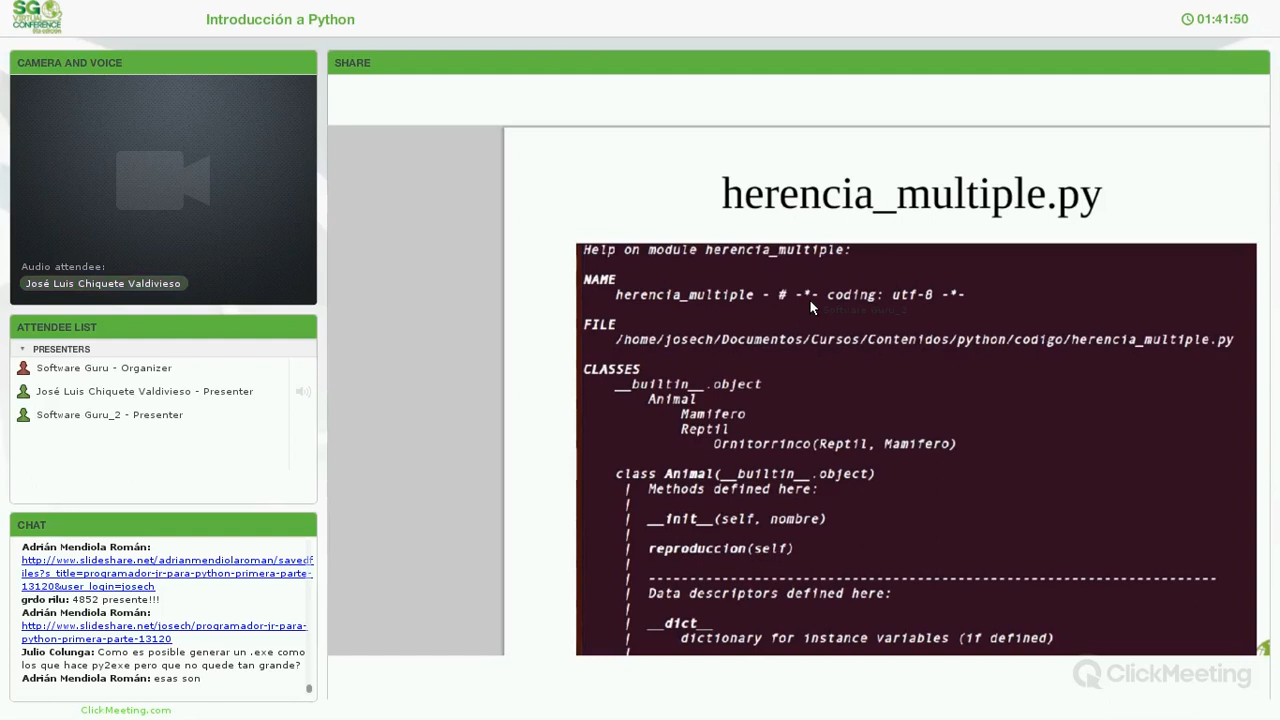 SG
VIRTUAL
CONFERENCE
Introducción a Python
01:41:50
CAMERA AND VOICE
Audio attendee:
José Luis Chiquete Valdivieso
ATTENDEE LIST
PRESENTERS
Software Guru - Organizer
José Luis Chiquete Valdivieso - Presenter
Software Guru_2 - Presenter
CHAT
Adrián Mendiola Román:
http://www.slideshare.net/adrianmendiolaroman/savedf
iles?s_title=programador-jr-para-python-primera-parte-
13120&user_login=josech
grdo rilu: 4852 presente!!!
Adrián Mendiola Román:
http://www.slideshare.net/josech/programador-jr-para-
python-primera-parte-13120
Julio Colunga: Como es posible generar un .exe como
los que hace py2exe pero que no quede tan grande?
Adrián Mendiola Román: esas son
ClickMeeting.com
SHARE
herencia_multiple.py
Help on module herencia_multiple:
NAME
herencia_multiple - # -*- coding: utf-8 -*-
Software Guru_2
FILE
/home/josech/Documentos/Cursos/Contenidos/python/codigo/herencia_multiple.py
CLASSES
__builtin__.object
Animal
Mamifero
Reptil
Ornitorrinco(Reptil, Mamifero)
class Animal(__builtin__.object)
| Methods defined here:
|
| __init__(self, nombre)
|
| reproduccion(self)
|
| ----------------------------------------------------------------------
| Data descriptors defined here:
|
| __dict__
| dictionary for instance variables (if defined)
|
ClickMeeting